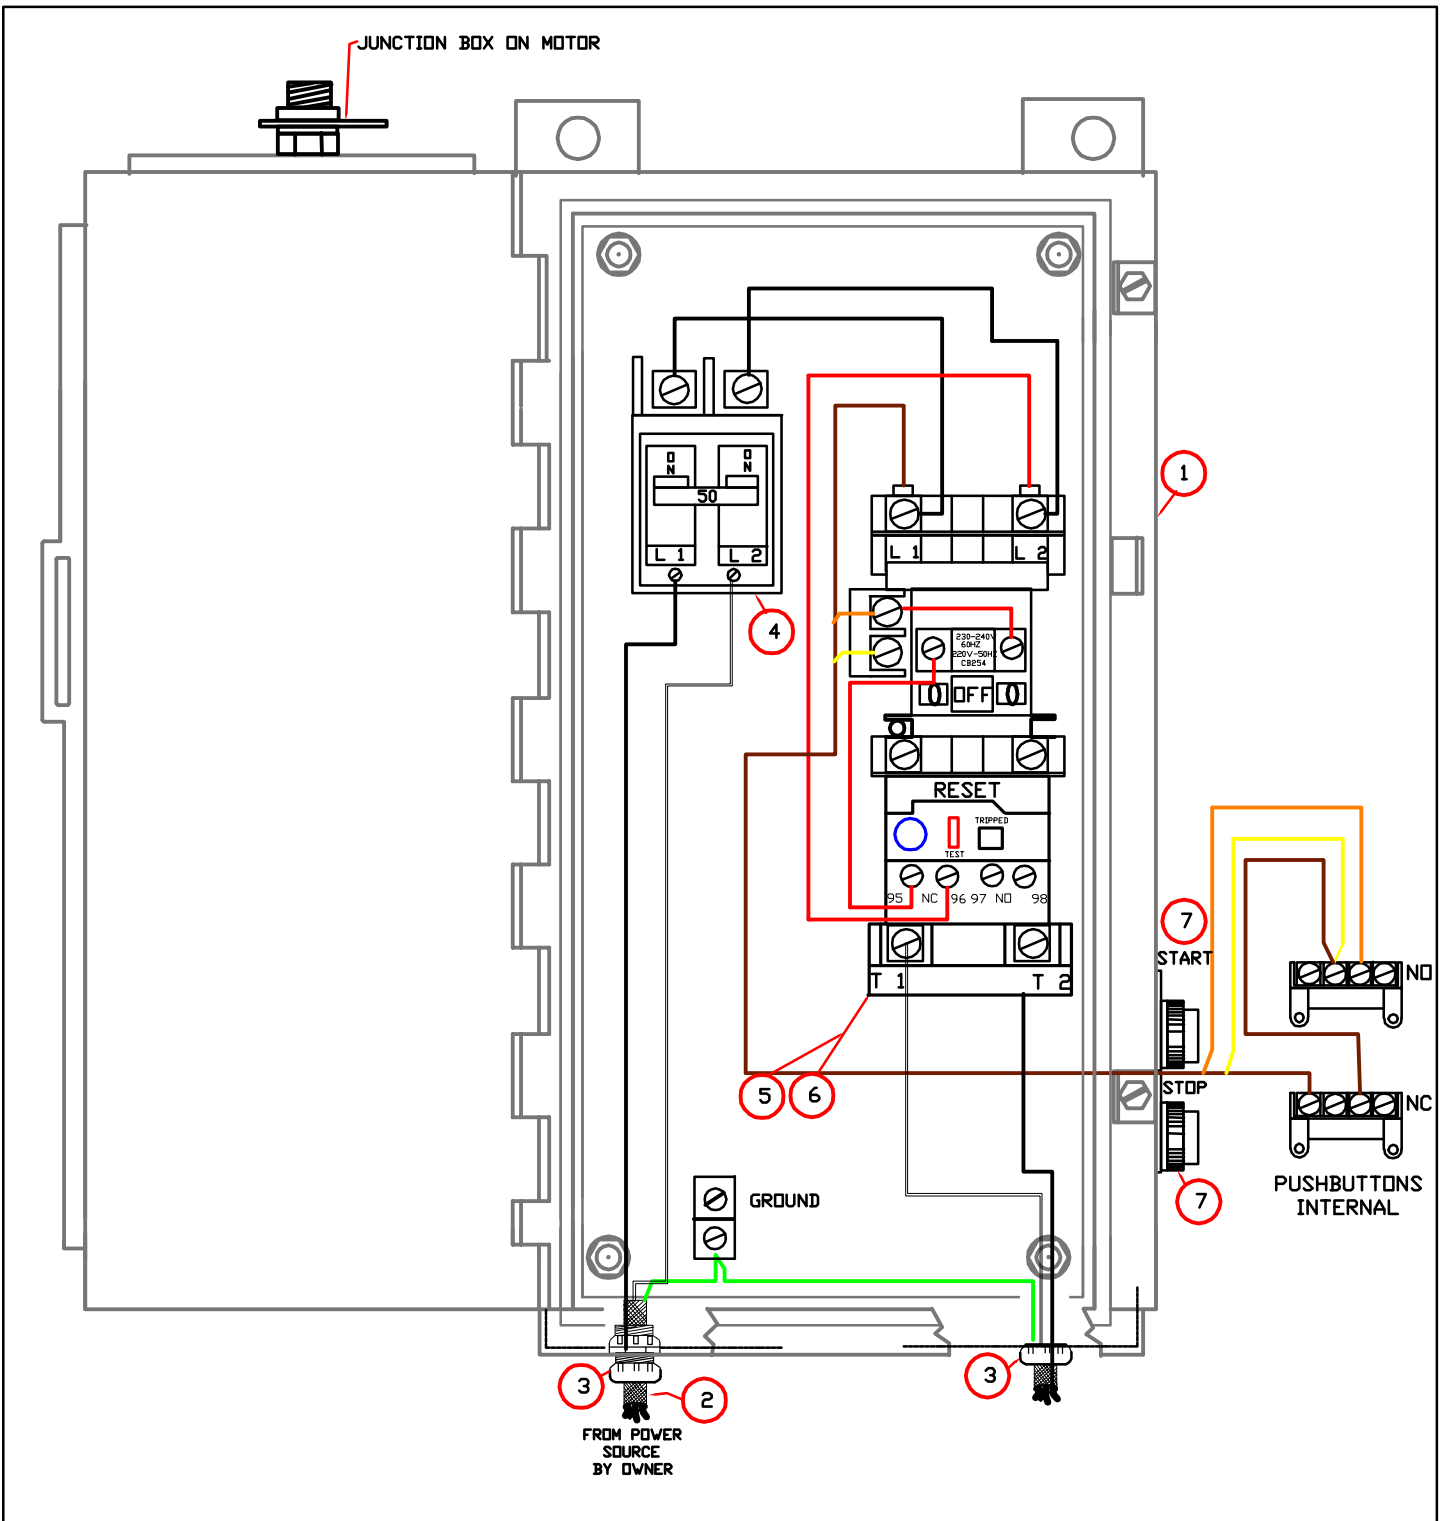 JUNCTION BOX ON MOTOR
ON
ON
50
L 1
L 2
L 1
L 2
1
4
230-240V
60HZ
220V-50HZ
CB254
OFF
RESET
TRIPPED
TEST
95 NC 96 97 NO 98
T 1
T 2
7
START
NO
5
6
STOP
NC
7
PUSHBUTTONS
INTERNAL
GROUND
3
2
3
FROM POWER
SOURCE
BY OWNER